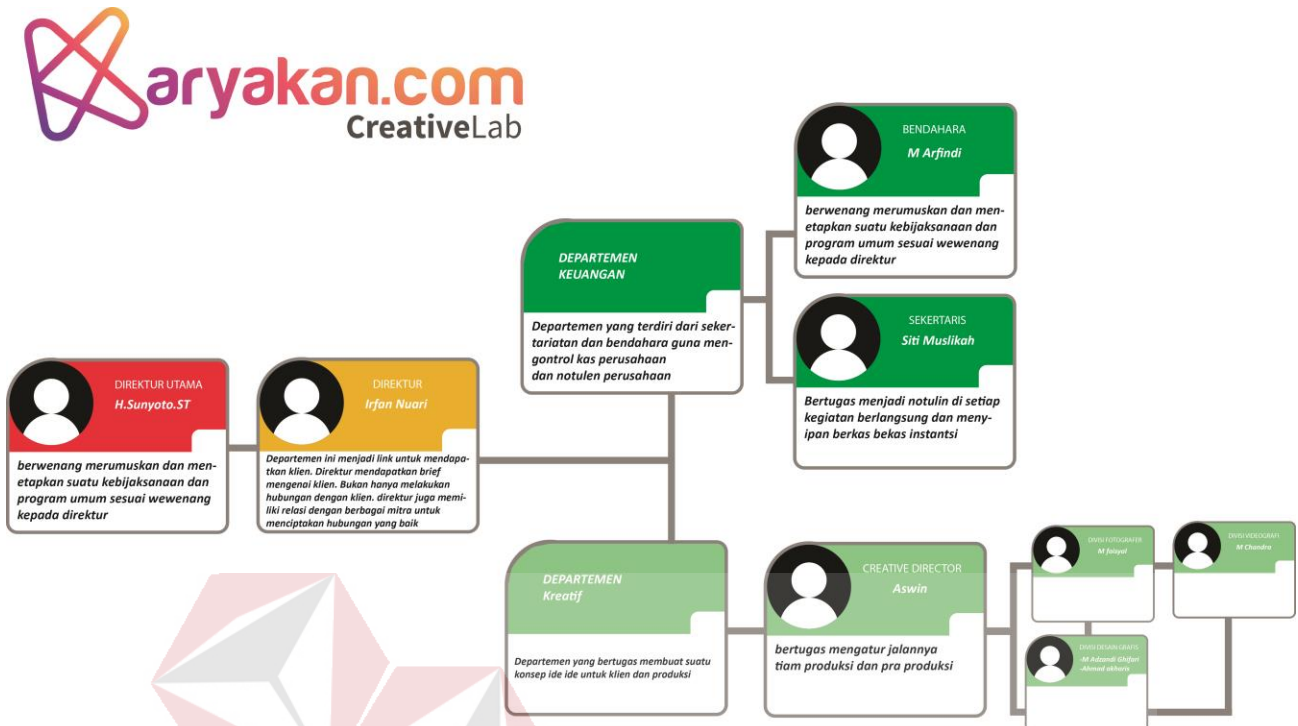 Karyakan.com
CreativeLab
BENDAHARA
M Arfindi
berwenang merumuskan dan men-
etapkan suatu kebijaksanaan dan
program umum sesuai wewenang
kepada direktur
DEPARTEMEN
KEUANGAN
Departemen yang terdiri dari seker-
tariatan dan bendahara guna men-
gontrol kas perusahaan
dan notulen perusahaan
SEKERTARIS
Siti Muslikah
Bertugas menjadi notulin di setiap
kegiatan berlangsung dan meny-
ipan berkas bekas instantsi
DIREKTUR UTAMA
H.Sunyoto.ST
berwenang merumuskan dan men-
etapkan suatu kebijaksanaan dan
program umum sesuai wewenang
kepada direktur
DIREKTUR
Irfan Nuari
Departemen ini menjadi link untuk mendapa-
tkan klien. Direktur mendapatkan brief
mengenai klien. Bukan hanya melakukan
hubungan dengan klien. direktur juga memi-
liki relasi dengan berbagai mitra untuk
menciptakan hubungan yang baik
DEPARTEMEN
Kreatif
Departemen yang bertugas membuat suatu
konsep ide ide untuk klien dan produksi
CREATIVE DIRECTOR
Aswin
bertugas mengatur jalannya
tiam produksi dan pra produksi
DIVISI FOTOGRAFER
M faisyal
DIVISI VIDEOGRAFI
M Chandra
DIVISI DESAIN GRAFIS
-M Adzandi Ghifari
-Ahmad akharis